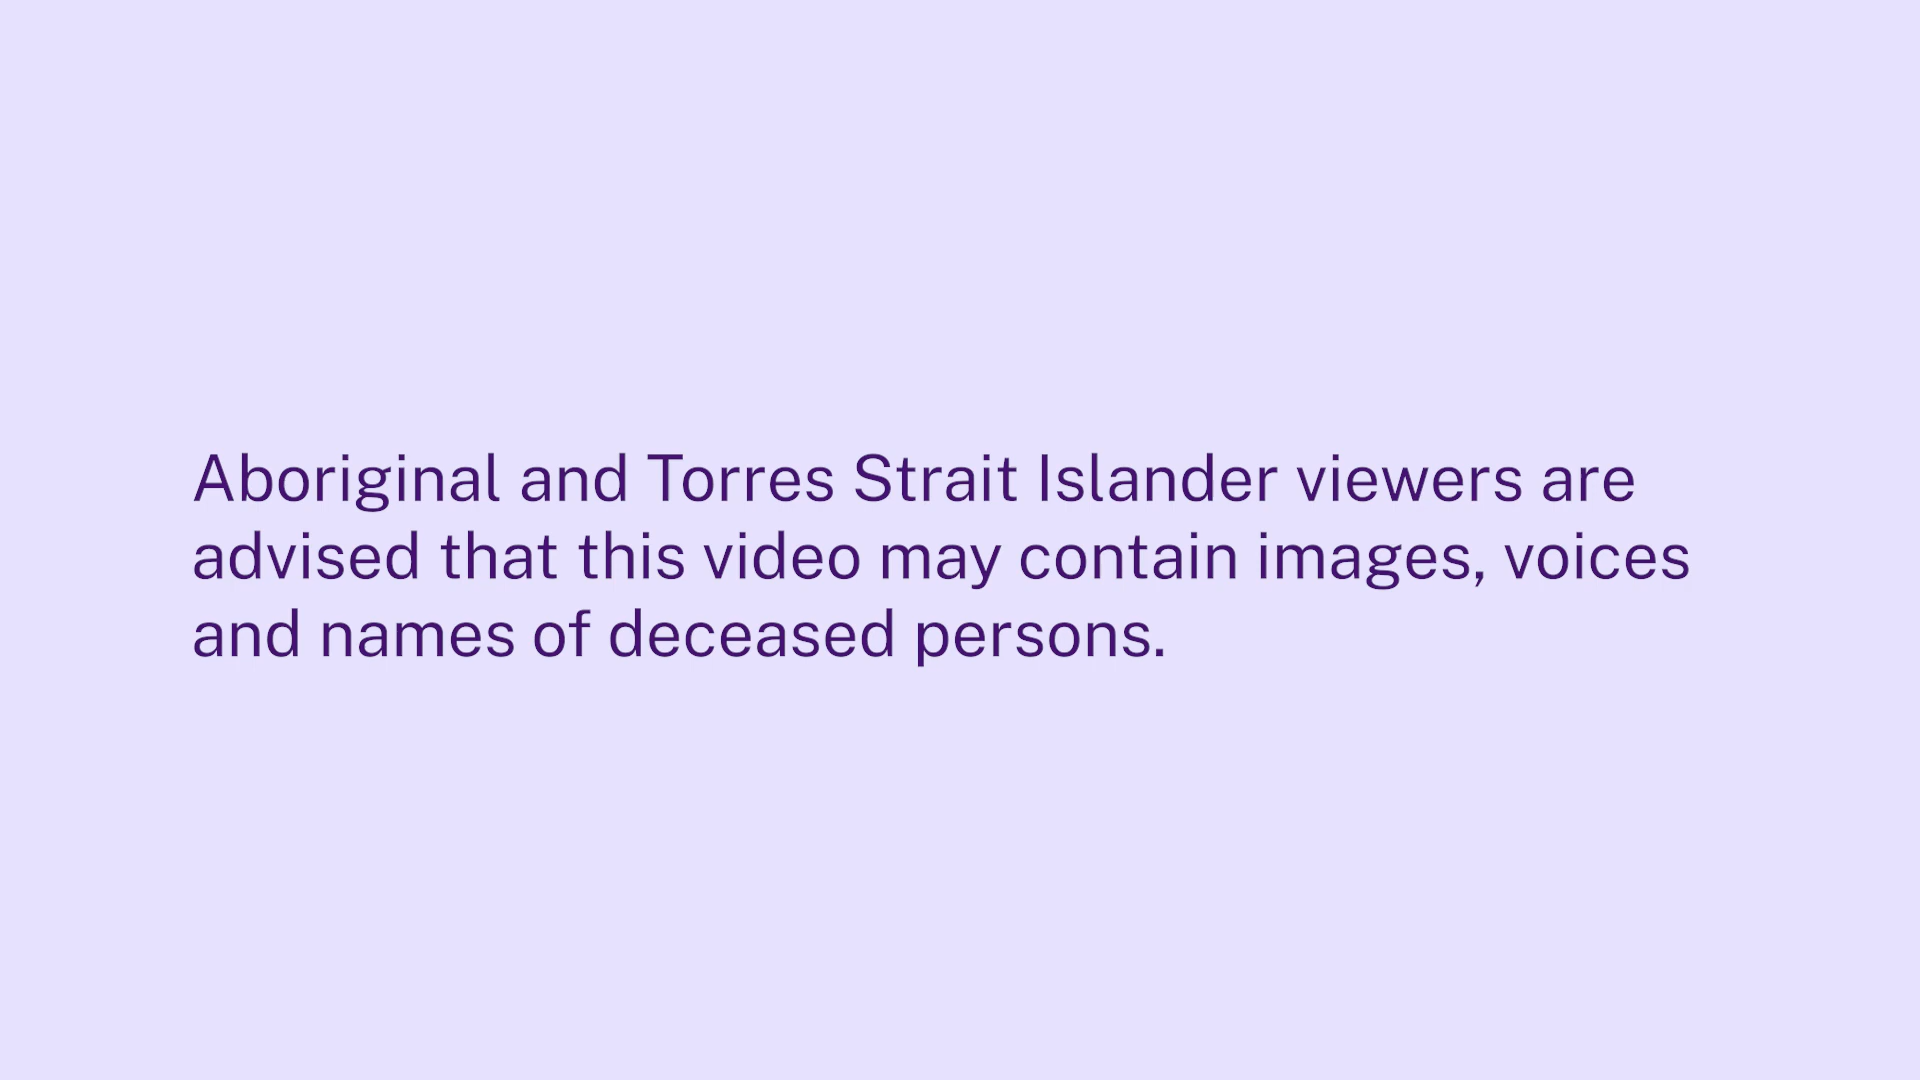 Aboriginal and Torres Strait Islander viewers are
advised that this video may contain images, voices
and names of deceased persons.